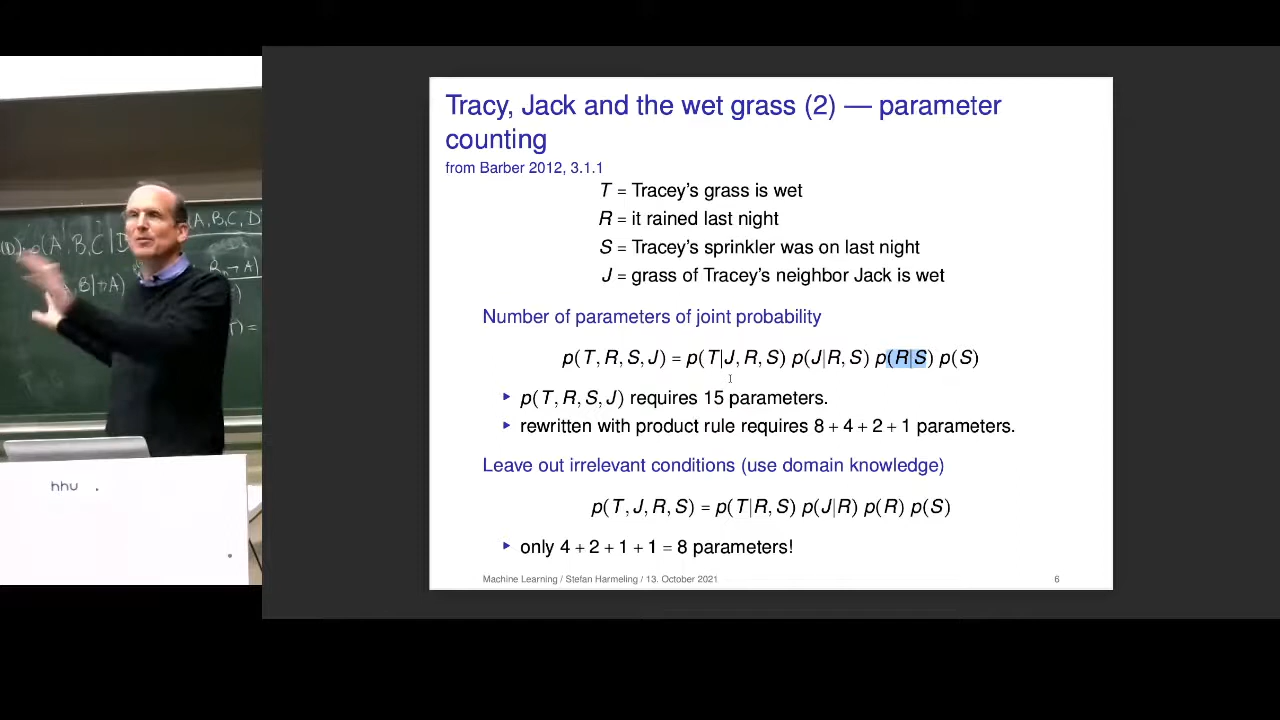 Tracy, Jack and the wet grass (2) — parameter
counting
from Barber 2012, 3.1.1
T = Tracey's grass is wet
R = it rained last night
S = Tracey's sprinkler was on last night
J = grass of Tracey's neighbor Jack is wet
Number of parameters of joint probability
p(T, R, S, J) = p(T|J, R, S) p(J|R, S) p(R|S) p(S)
▸ p(T, R, S, J) requires 15 parameters.
▸ rewritten with product rule requires 8 + 4 + 2 + 1 parameters.
Leave out irrelevant conditions (use domain knowledge)
p(T, J, R, S) = p(T|R, S) p(J|R) p(R) p(S)
▸ only 4 + 2 + 1 + 1 = 8 parameters!
Machine Learning / Stefan Harmeling / 13. October 2021 6
(A, B, C | D
A, B, C, D
hhu